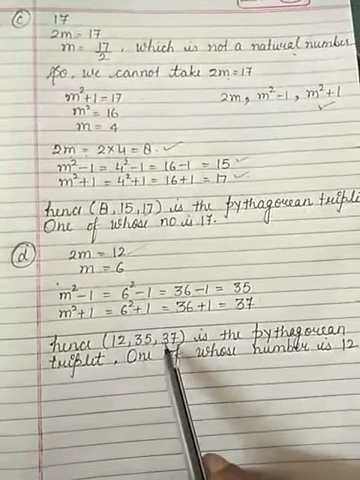 (c) 17
2m = 17
m = 17/2, which is not a natural number
So, we cannot take 2m = 17
m²+1 = 17 2m, m²-1, m²+1
m² = 16
m = 4
2m = 2×4 = 8
m²-1 = 4²-1 = 16-1 = 15
m²+1 = 4²+1 = 16+1 = 17
hence (8, 15, 17) is the pythagorean triplet
One of whose no is 17.
(d) 2m = 12
m = 6
m²-1 = 6²-1 = 36-1 = 35
m²+1 = 6²+1 = 36+1 = 37
hence (12, 35, 37) is the pythagorean
triplet. One of whose number is 12